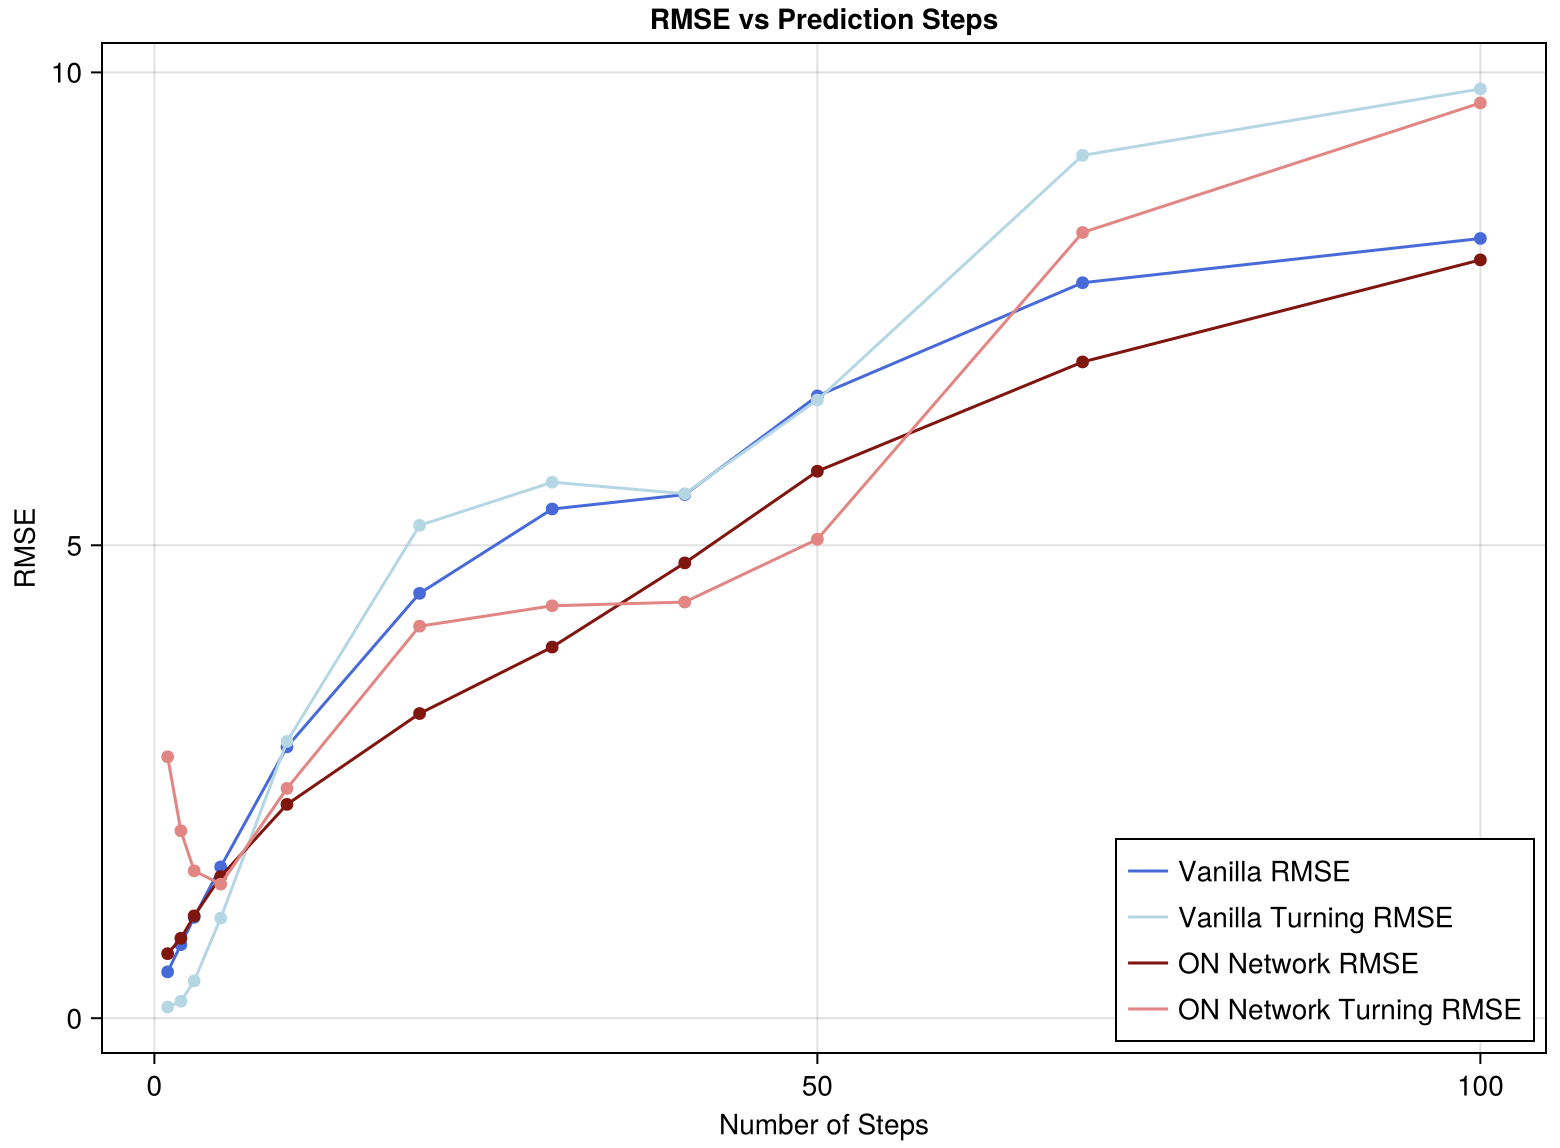 RMSE vs Prediction Steps
10
5
0
RMSE
0
50
100
Number of Steps
Vanilla RMSE
Vanilla Turning RMSE
ON Network RMSE
ON Network Turning RMSE